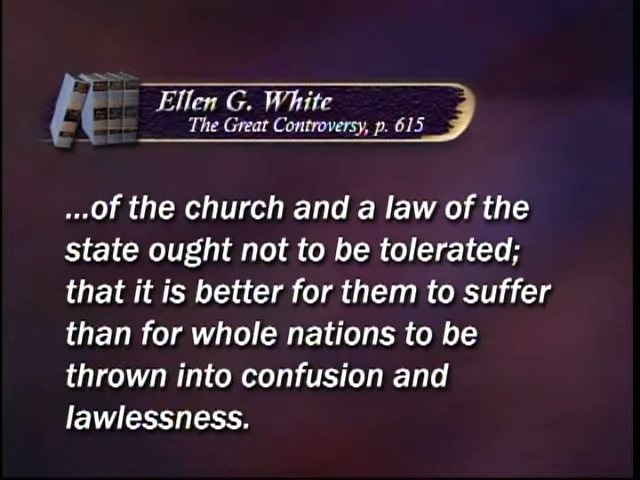 Ellen G. White
The Great Controversy, p. 615
...of the church and a law of the
state ought not to be tolerated;
that it is better for them to suffer
than for whole nations to be
thrown into confusion and
lawlessness.